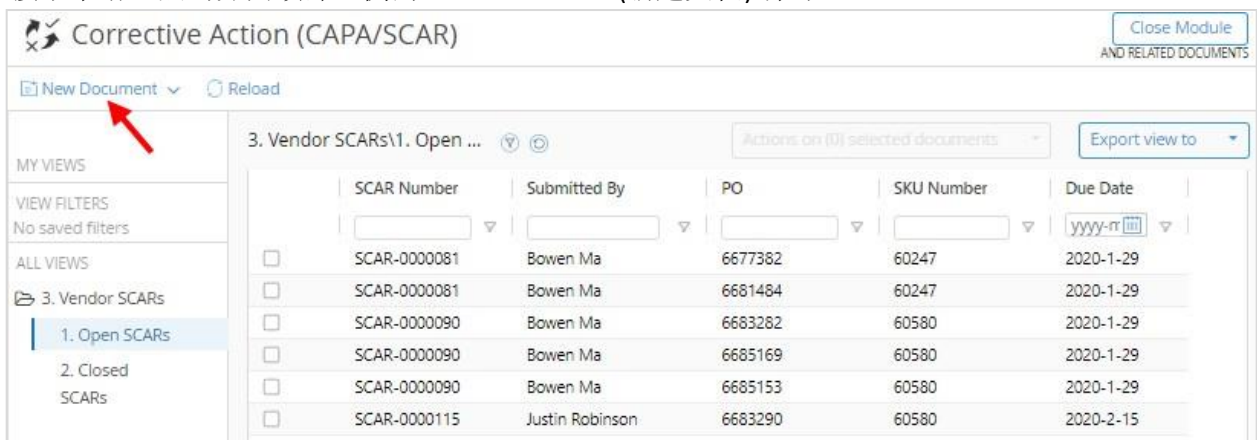 Corrective Action (CAPA/SCAR)
Close Module
AND RELATED DOCUMENTS
New Document
Reload
MY VIEWS
VIEW FILTERS
No saved filters
ALL VIEWS
3. Vendor SCARs
1. Open SCARs
2. Closed
SCARs
3. Vendor SCARs\1. Open ...
Actions on (0) selected documents
Export view to
SCAR Number Submitted By PO SKU Number Due Date
yyyy-m
SCAR-0000081 Bowen Ma 6677382 60247 2020-1-29
SCAR-0000081 Bowen Ma 6681484 60247 2020-1-29
SCAR-0000090 Bowen Ma 6683282 60580 2020-1-29
SCAR-0000090 Bowen Ma 6685169 60580 2020-1-29
SCAR-0000090 Bowen Ma 6685153 60580 2020-1-29
SCAR-0000115 Justin Robinson 6683290 60580 2020-2-15